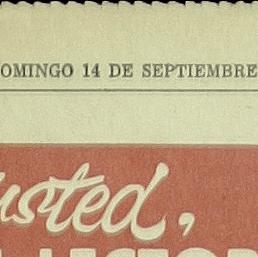 OMINGO 14 DE SEPTIEMBRE
usted,